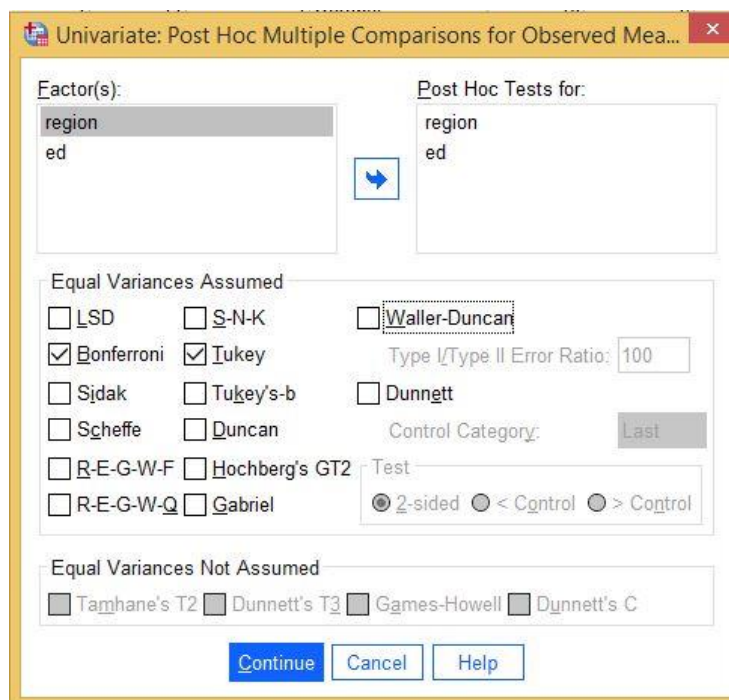 Univariate: Post Hoc Multiple Comparisons for Observed Mea...
Factor(s):
region
ed
Post Hoc Tests for:
region
ed
Equal Variances Assumed
LSD S-N-K Waller-Duncan
Bonferroni Tukey Type I/Type II Error Ratio: 100
Sidak Tukey's-b Dunnett
Scheffe Duncan Control Category: Last
R-E-G-W-F Hochberg's GT2 Test
R-E-G-W-Q Gabriel 2-sided < Control > Control
Equal Variances Not Assumed
Tamhane's T2 Dunnett's T3 Games-Howell Dunnett's C
Continue Cancel Help